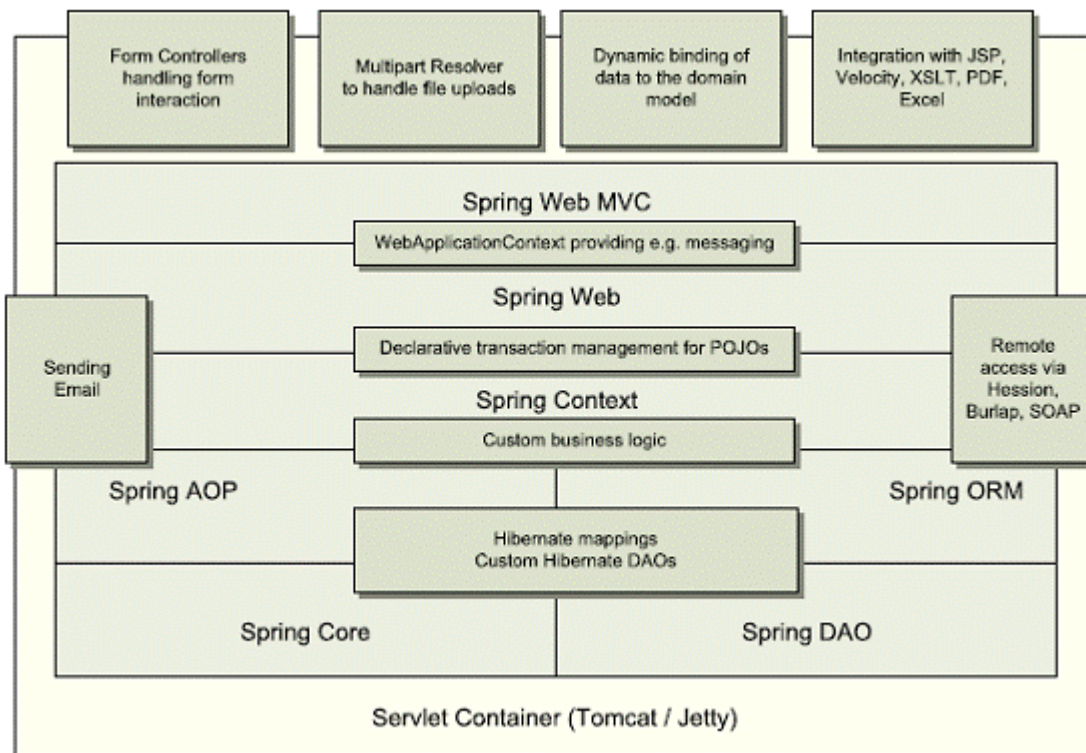 Form Controllers
handling form
interaction
Multipart Resolver
to handle file uploads
Dynamic binding of
data to the domain
model
Integration with JSP,
Velocity, XSLT, PDF,
Excel
Spring Web MVC
WebApplicationContext providing e.g. messaging
Spring Web
Sending
Email
Declarative transaction management for POJOs
Remote
access via
Hession,
Burlap, SOAP
Spring Context
Custom business logic
Spring AOP
Spring ORM
Hibernate mappings
Custom Hibernate DAOs
Spring Core
Spring DAO
Servlet Container (Tomcat / Jetty)